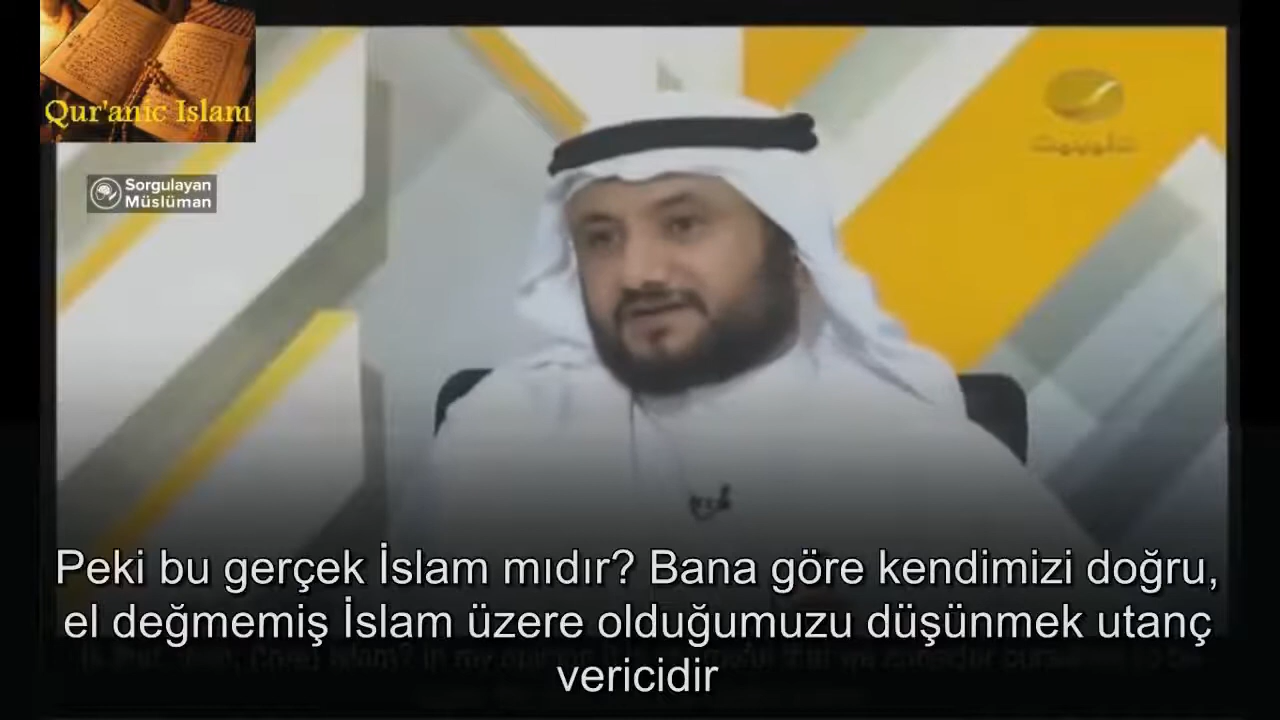 Qur'anic Islam
Sorgulayan
Müslüman
Peki bu gerçek İslam mıdır? Bana göre kendimizi doğru,
el değmemiş İslam üzere olduğumuzu düşünmek utanç
vericidir